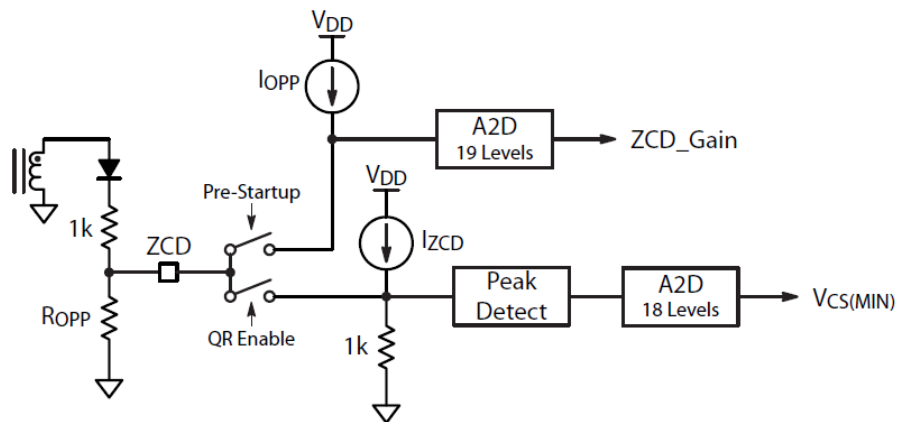 VDD
IOPP
A2D
19 Levels
ZCD_Gain
VDD
Pre-Startup
IZCD
1k
ZCD
Peak
Detect
A2D
18 Levels
VCS(MIN)
ROPP
QR Enable
1k